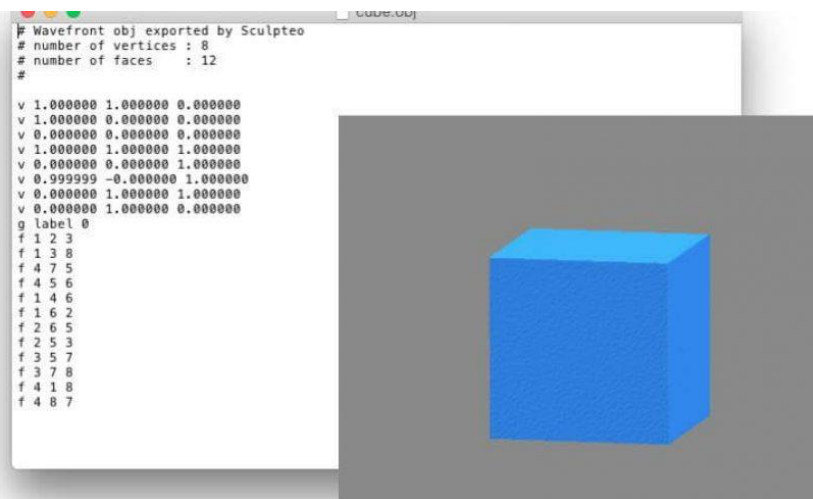 cube.obj
# Wavefront obj exported by Sculpteo
# number of vertices : 8
# number of faces    : 12
#
v 1.000000 1.000000 0.000000
v 1.000000 0.000000 0.000000
v 0.000000 0.000000 0.000000
v 1.000000 1.000000 1.000000
v 0.000000 0.000000 1.000000
v 0.999999 -0.000000 1.000000
v 0.000000 1.000000 1.000000
v 0.000000 1.000000 0.000000
g label 0
f 1 2 3
f 1 3 8
f 4 7 5
f 4 5 6
f 1 4 6
f 1 6 2
f 2 6 5
f 2 5 3
f 3 5 7
f 3 7 8
f 4 1 8
f 4 8 7